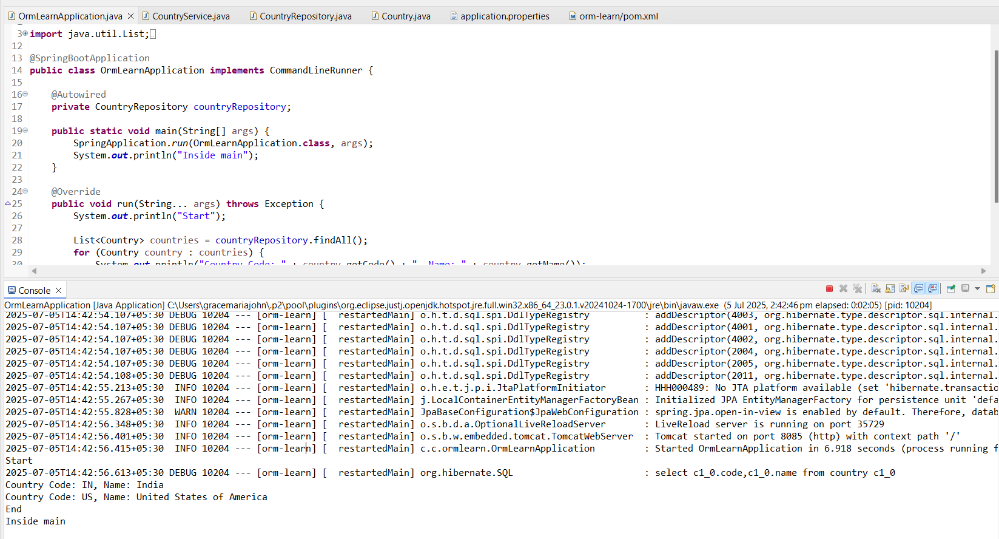 OrmLearnApplication.java CountryService.java CountryRepository.java Country.java application.properties orm-learn/pom.xml
3 import java.util.List;
12
13 @SpringBootApplication
14 public class OrmLearnApplication implements CommandLineRunner {
15
16 @Autowired
17 private CountryRepository countryRepository;
18
19 public static void main(String[] args) {
20 SpringApplication.run(OrmLearnApplication.class, args);
21 System.out.println("Inside main");
22 }
23
24 @Override
25 public void run(String... args) throws Exception {
26 System.out.println("Start");
27
28 List<Country> countries = countryRepository.findAll();
29 for (Country country : countries) {
30 System.out.println("Country Code: " + country.getCode() + ", Name: " + country.getName());
Console
OrmLearnApplication [Java Application] C:\Users\gracemariajohn\.p2\pool\plugins\org.eclipse.justj.openjdk.hotspot.jre.full.win32.x86_64_23.0.1.v20241024-1700\jre\bin\javaw.exe (5 Jul 2025, 2:42:46 pm elapsed: 0:02:05) [pid: 10204]
2025-07-05T14:42:54.107+05:30 DEBUG 10204 --- [orm-learn] [ restartedMain] o.h.t.d.sql.spi.DdlTypeRegistry : addDescriptor(4003, org.hibernate.type.descriptor.sql.internal.
2025-07-05T14:42:54.107+05:30 DEBUG 10204 --- [orm-learn] [ restartedMain] o.h.t.d.sql.spi.DdlTypeRegistry : addDescriptor(4001, org.hibernate.type.descriptor.sql.internal.
2025-07-05T14:42:54.107+05:30 DEBUG 10204 --- [orm-learn] [ restartedMain] o.h.t.d.sql.spi.DdlTypeRegistry : addDescriptor(4002, org.hibernate.type.descriptor.sql.internal.
2025-07-05T14:42:54.107+05:30 DEBUG 10204 --- [orm-learn] [ restartedMain] o.h.t.d.sql.spi.DdlTypeRegistry : addDescriptor(2004, org.hibernate.type.descriptor.sql.internal.
2025-07-05T14:42:54.107+05:30 DEBUG 10204 --- [orm-learn] [ restartedMain] o.h.t.d.sql.spi.DdlTypeRegistry : addDescriptor(2005, org.hibernate.type.descriptor.sql.internal.
2025-07-05T14:42:54.108+05:30 DEBUG 10204 --- [orm-learn] [ restartedMain] o.h.t.d.sql.spi.DdlTypeRegistry : addDescriptor(2011, org.hibernate.type.descriptor.sql.internal.
2025-07-05T14:42:55.213+05:30 INFO 10204 --- [orm-learn] [ restartedMain] o.h.e.t.j.p.i.JtaPlatformInitiator : HHH000489: No JTA platform available (set 'hibernate.transactio
2025-07-05T14:42:55.267+05:30 INFO 10204 --- [orm-learn] [ restartedMain] j.LocalContainerEntityManagerFactoryBean : Initialized JPA EntityManagerFactory for persistence unit 'defa
2025-07-05T14:42:55.828+05:30 WARN 10204 --- [orm-learn] [ restartedMain] JpaBaseConfiguration$JpaWebConfiguration : spring.jpa.open-in-view is enabled by default. Therefore, datab
2025-07-05T14:42:56.348+05:30 INFO 10204 --- [orm-learn] [ restartedMain] o.s.b.d.a.OptionalLiveReloadServer : LiveReload server is running on port 35729
2025-07-05T14:42:56.401+05:30 INFO 10204 --- [orm-learn] [ restartedMain] o.s.b.w.embedded.tomcat.TomcatWebServer : Tomcat started on port 8085 (http) with context path '/'
2025-07-05T14:42:56.415+05:30 INFO 10204 --- [orm-learn] [ restartedMain] c.c.ormlearn.OrmLearnApplication : Started OrmLearnApplication in 6.918 seconds (process running f
Start
2025-07-05T14:42:56.613+05:30 DEBUG 10204 --- [orm-learn] [ restartedMain] org.hibernate.SQL : select c1_0.code,c1_0.name from country c1_0
Country Code: IN, Name: India
Country Code: US, Name: United States of America
End
Inside main